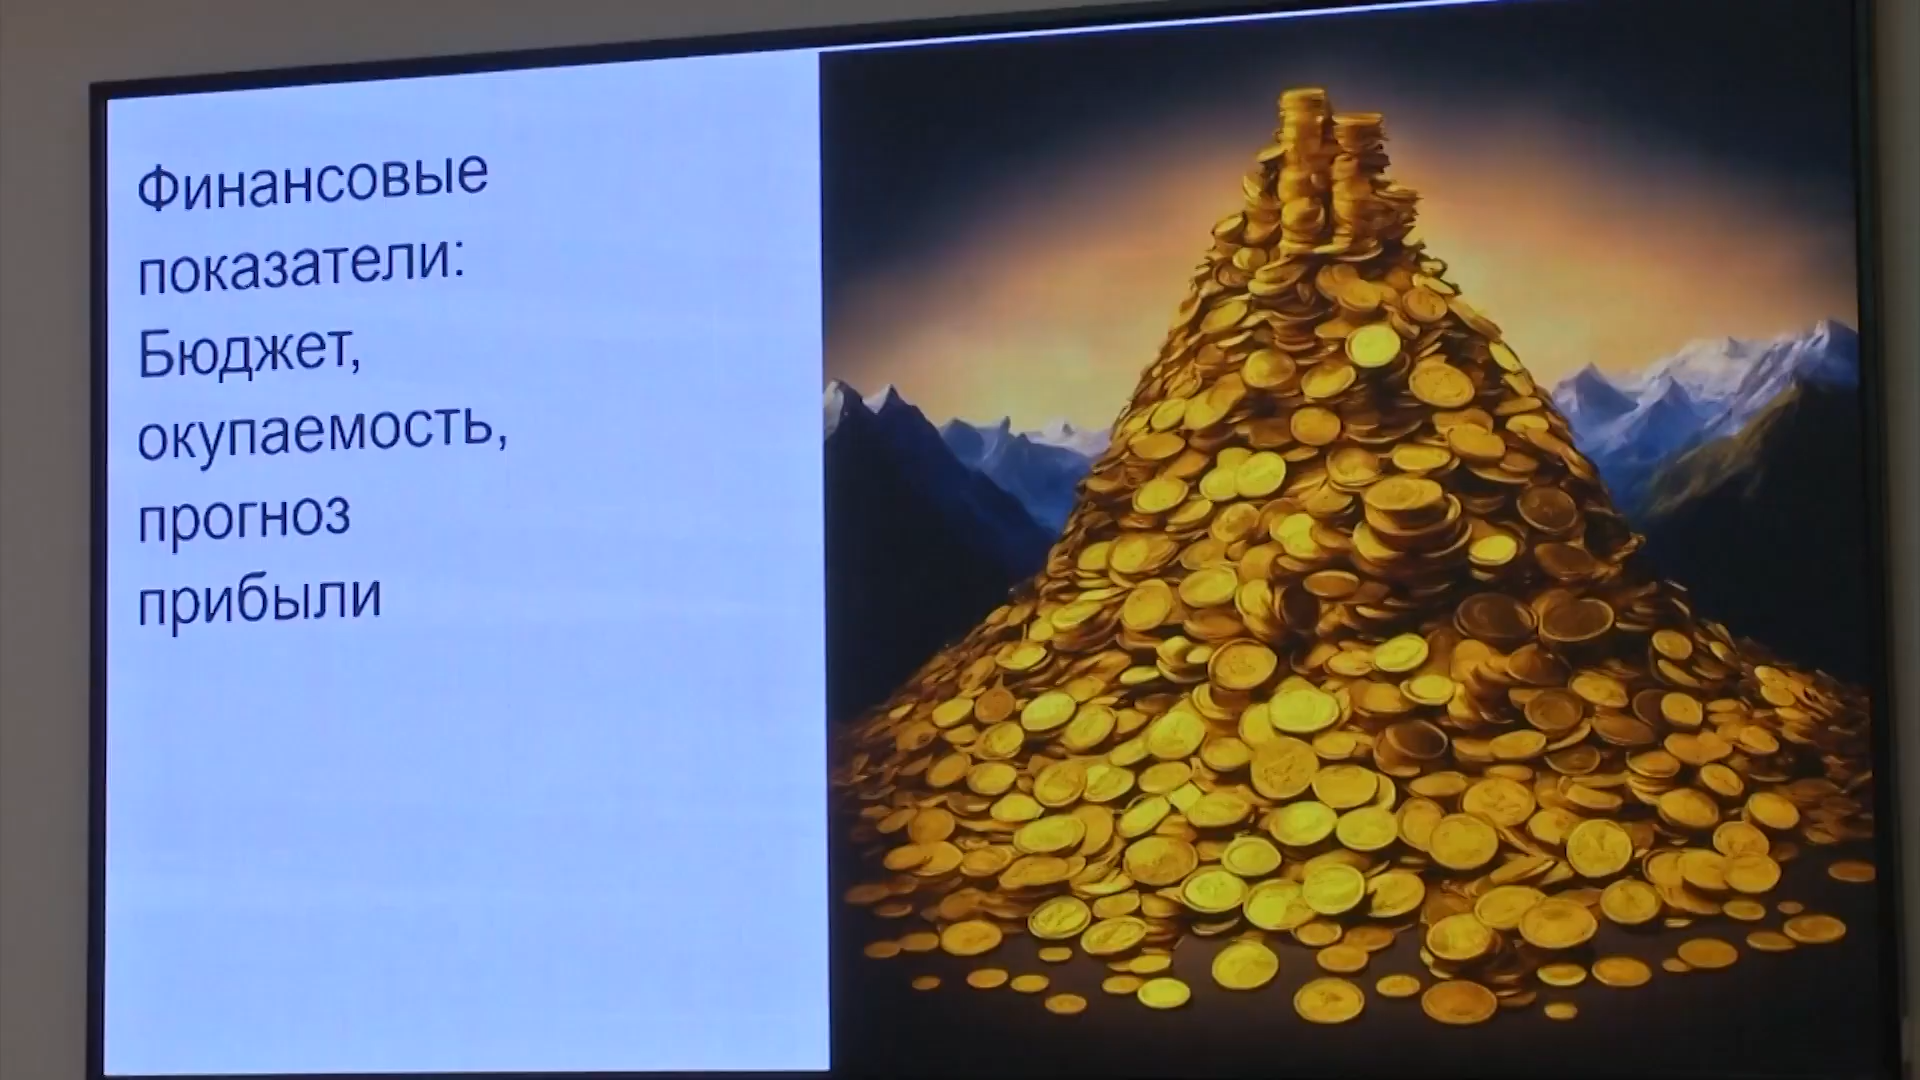 Финансовые
показатели:
Бюджет,
окупаемость,
прогноз
прибыли